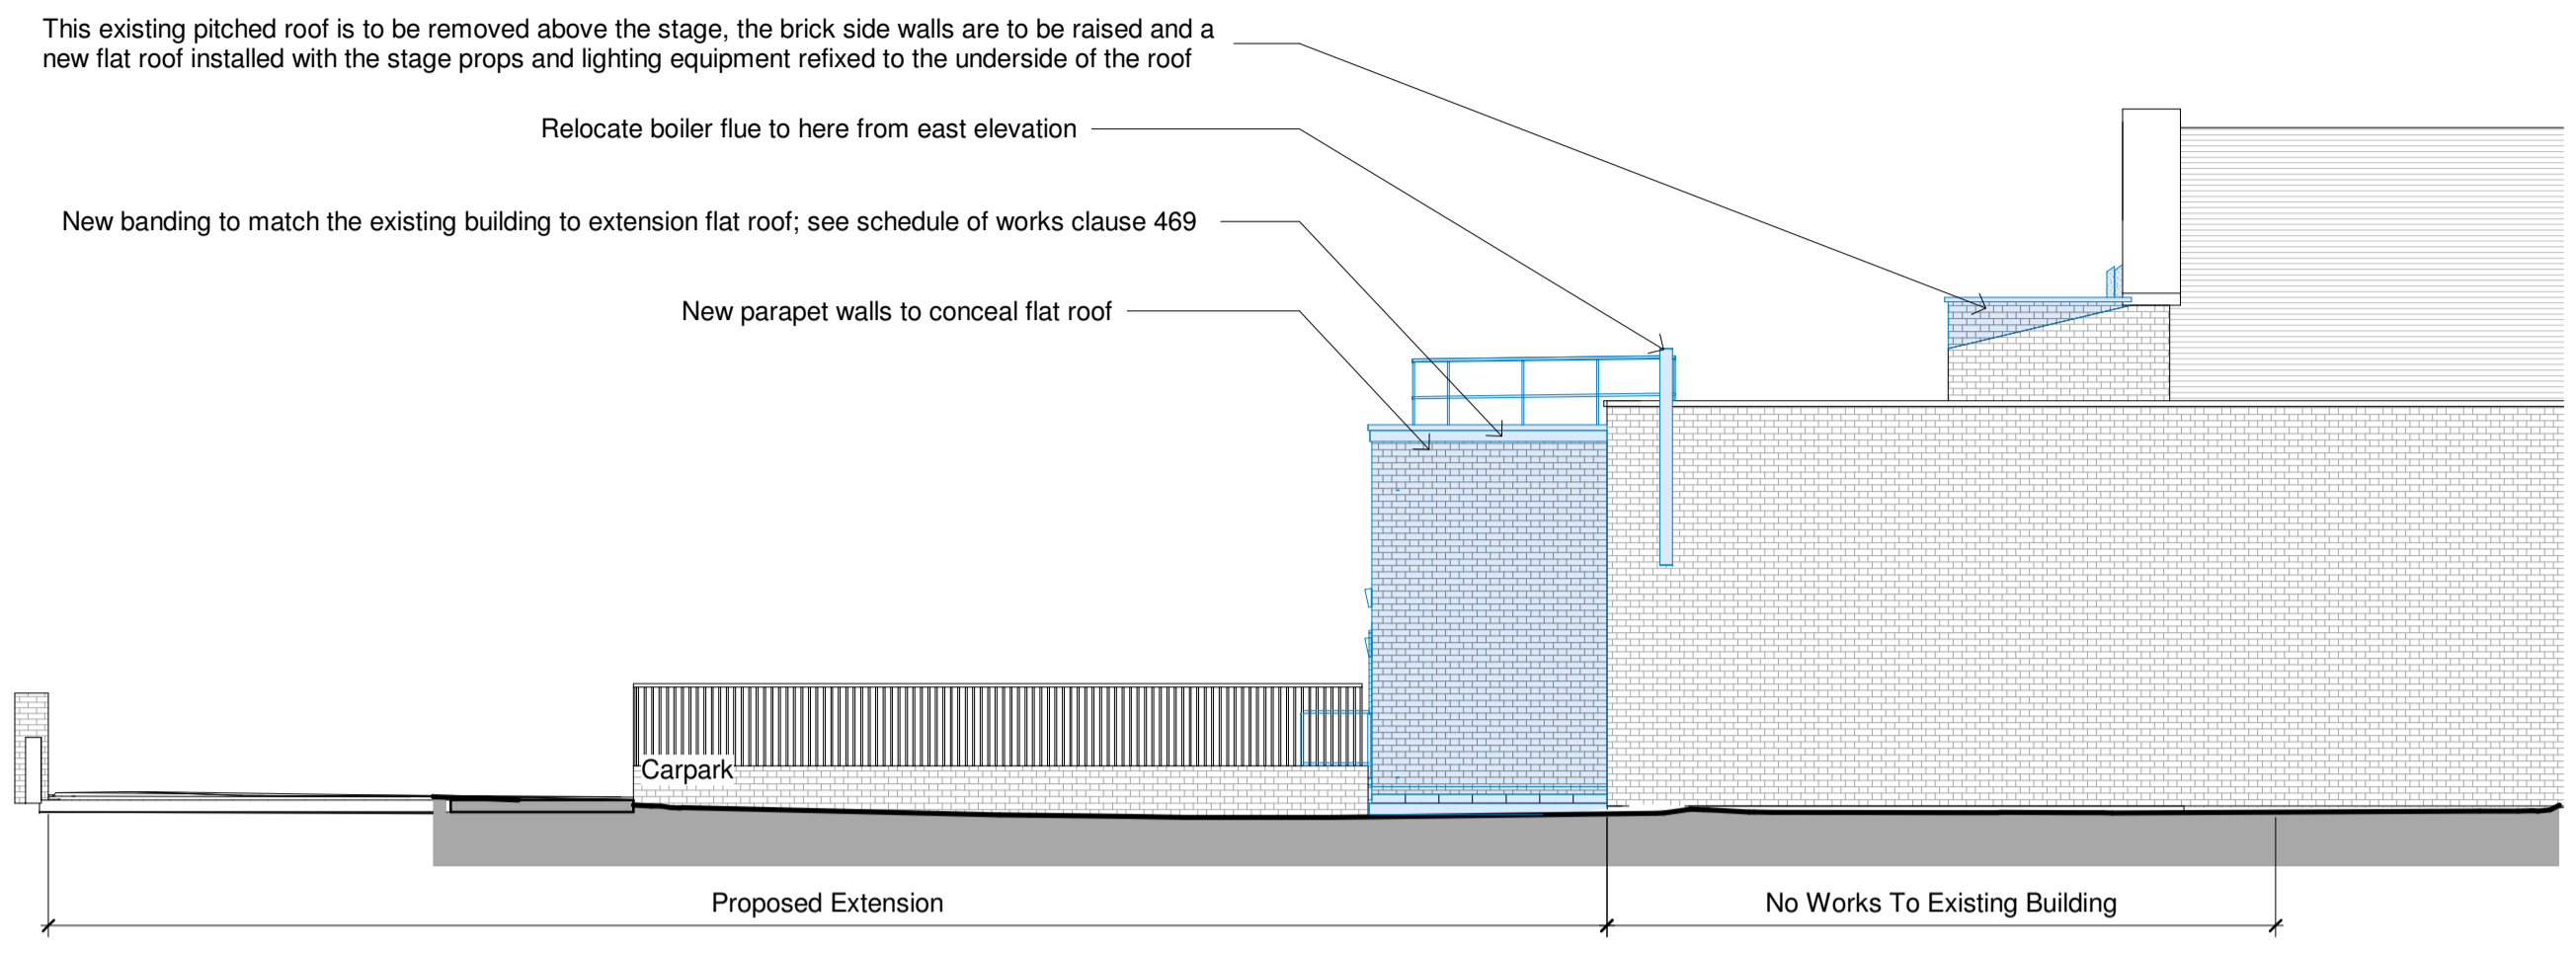 This existing pitched roof is to be removed above the stage, the brick side walls are to be raised and a
new flat roof installed with the stage props and lighting equipment refixed to the underside of the roof
Relocate boiler flue to here from east elevation
New banding to match the existing building to extension flat roof; see schedule of works clause 469
New parapet walls to conceal flat roof
Carpark
Proposed Extension
No Works To Existing Building